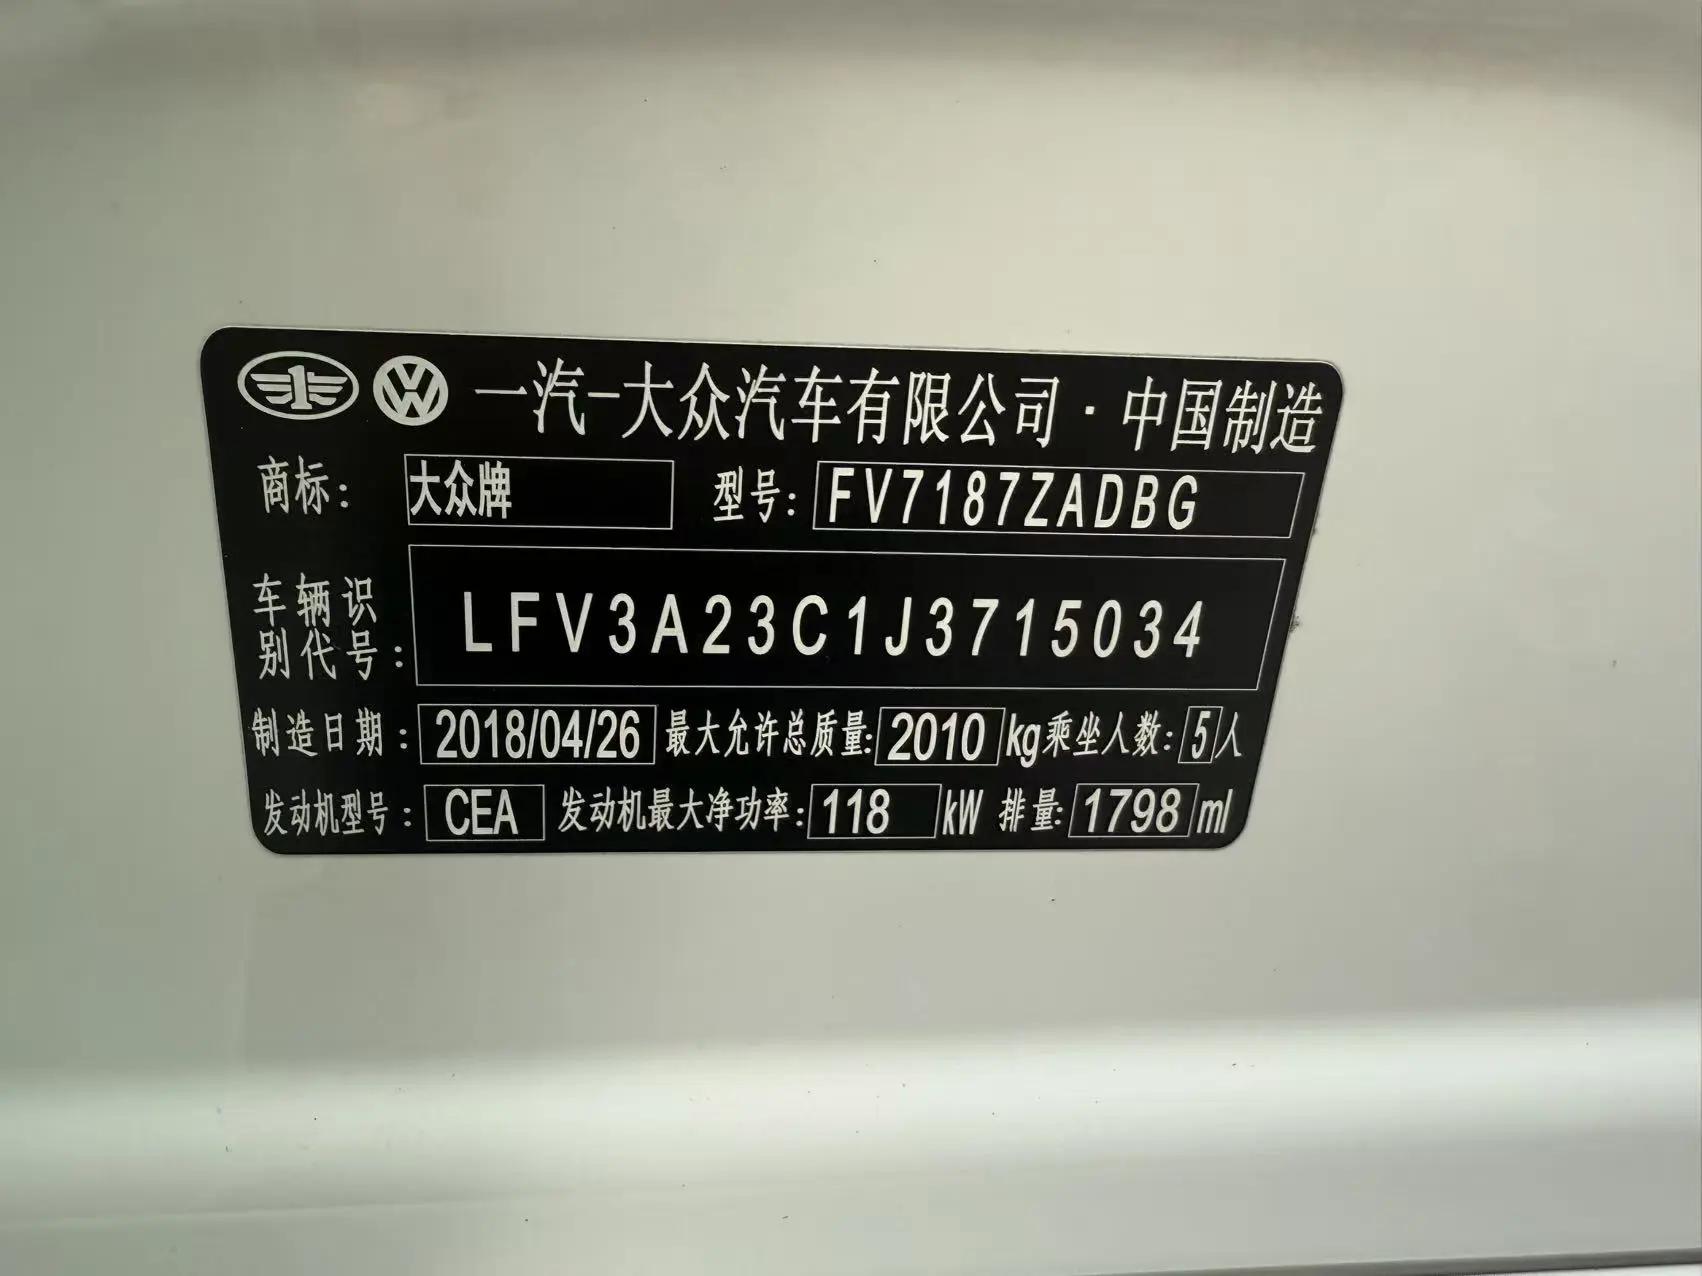 一汽-大众汽车有限公司·中国制造
商标: 大众牌 型号: FV7187ZADBG
车辆识
别代号: LFV3A23C1J3715034
制造日期: 2018/04/26 最大允许总质量: 2010 kg 乘坐人数: 5 人
发动机型号: CEA 发动机最大净功率: 118 kW 排量: 1798 ml